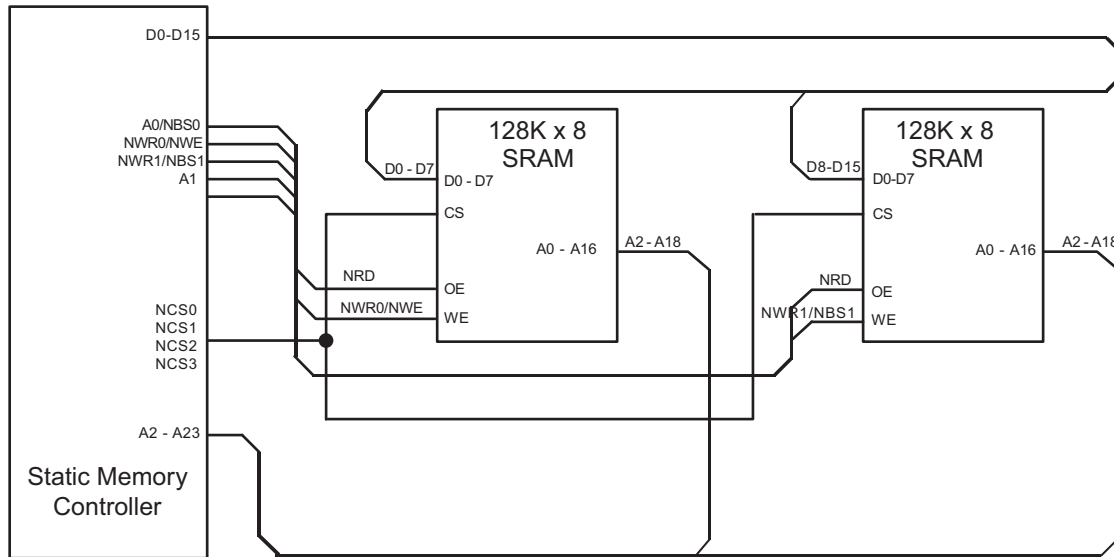 D0-D15
A0/NBS0
NWR0/NWE
NWR1/NBS1
A1
NCS0
NCS1
NCS2
NCS3
A2 - A23
Static Memory
Controller
128K x 8
SRAM
D0 - D7
D0 - D7
CS
A0 - A16
A2 - A18
NRD
OE
NWR0/NWE
WE
128K x 8
SRAM
D8-D15
D0-D7
CS
A0 - A16
A2 - A18
NRD
OE
NWR1/NBS1
WE